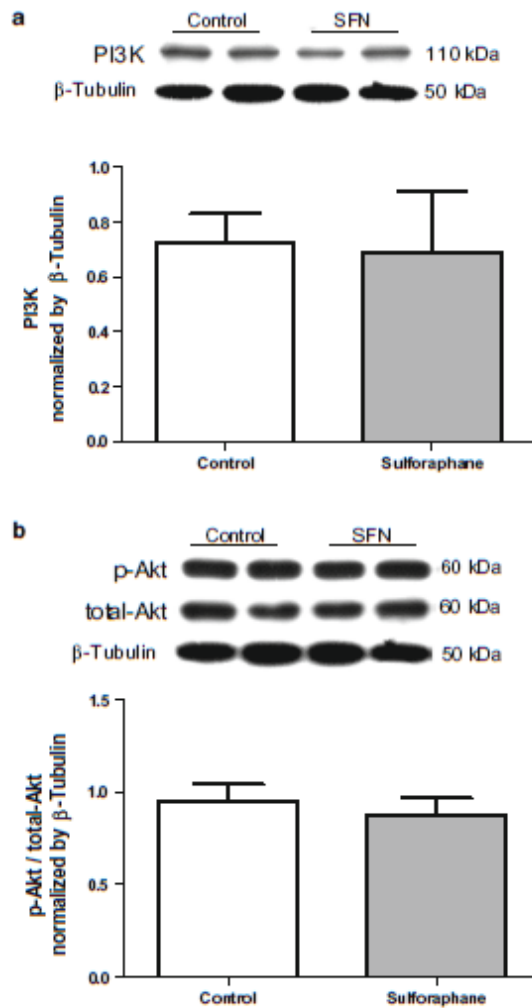 a
Control SFN
PI3K 110 kDa
β-Tubulin 50 kDa
PI3K
normalized by β-Tubulin
1.0
0.8
0.6
0.4
0.2
0.0
Control Sulforaphane
b
Control SFN
p-Akt 60 kDa
total-Akt 60 kDa
β-Tubulin 50 kDa
p-Akt / total-Akt
normalized by β-Tubulin
1.5
1.0
0.5
0.0
Control Sulforaphane